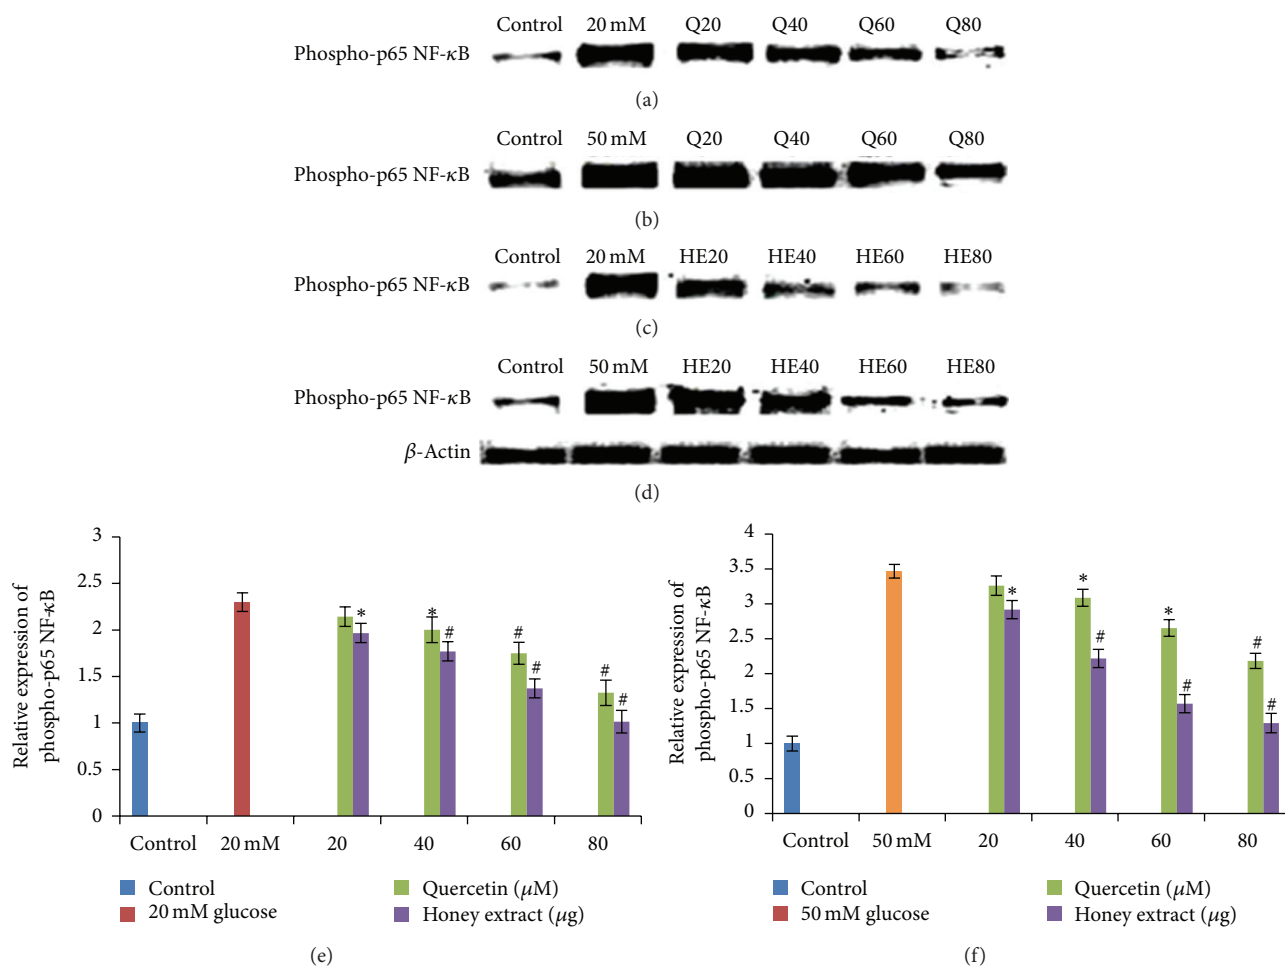 Control 20 mM Q20 Q40 Q60 Q80
Phospho-p65 NF-κB
(a)
Control 50 mM Q20 Q40 Q60 Q80
Phospho-p65 NF-κB
(b)
Control 20 mM HE20 HE40 HE60 HE80
Phospho-p65 NF-κB
(c)
Control 50 mM HE20 HE40 HE60 HE80
Phospho-p65 NF-κB
β-Actin
(d)
Relative expression of
phospho-p65 NF-κB
3
2.5
2
1.5
1
0.5
0
* * # # # # #
Control 20 mM 20 40 60 80
Control
20 mM glucose
Quercetin (μM)
Honey extract (μg)
(e)
Relative expression of
phospho-p65 NF-κB
4
3.5
3
2.5
2
1.5
1
0.5
0
* * # * # # #
Control 50 mM 20 40 60 80
Control
50 mM glucose
Quercetin (μM)
Honey extract (μg)
(f)